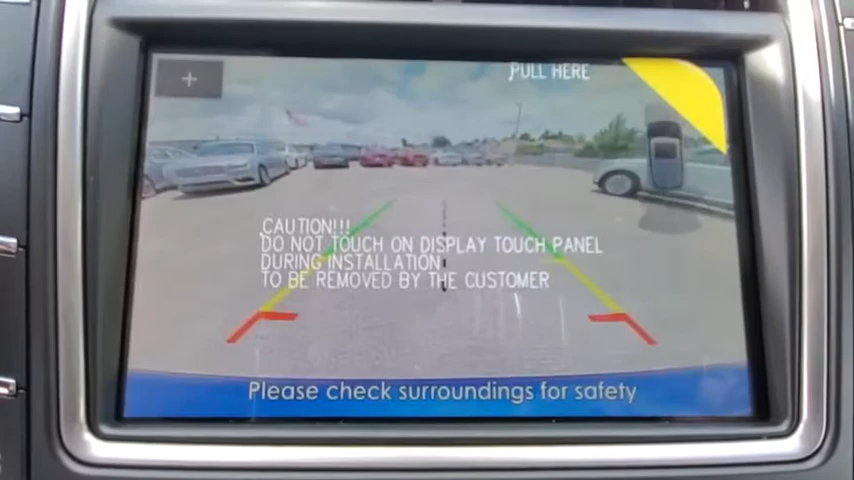 +
PULL HERE
CAUTION!!!
DO NOT TOUCH ON DISPLAY TOUCH PANEL
DURING INSTALLATION
TO BE REMOVED BY THE CUSTOMER
Please check surroundings for safety